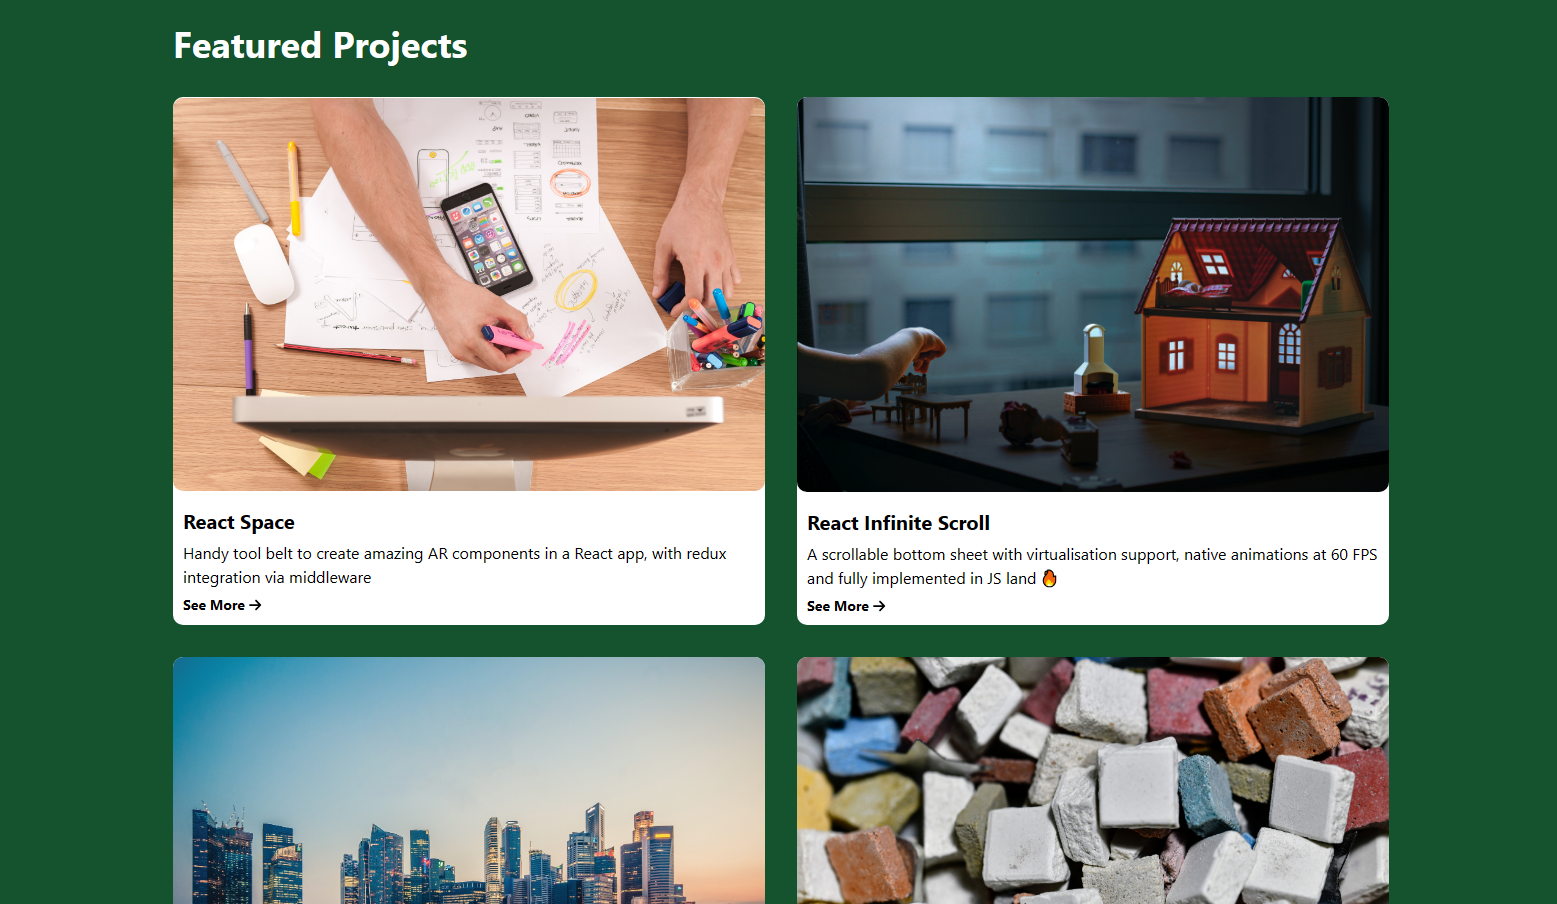 Featured Projects
React Space
Handy tool belt to create amazing AR components in a React app, with redux
integration via middleware
See More →
React Infinite Scroll
A scrollable bottom sheet with virtualisation support, native animations at 60 FPS
and fully implemented in JS land 🔥
See More →